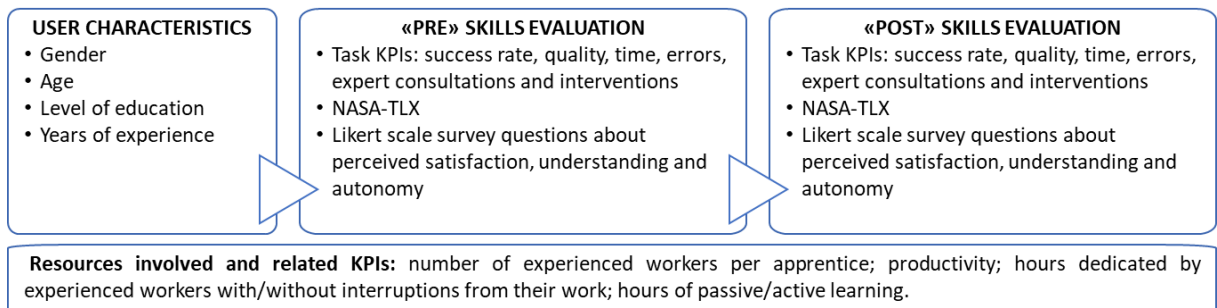 USER CHARACTERISTICS
• Gender
• Age
• Level of education
• Years of experience
«PRE» SKILLS EVALUATION
• Task KPIs: success rate, quality, time, errors,
expert consultations and interventions
• NASA-TLX
• Likert scale survey questions about
perceived satisfaction, understanding and
autonomy
«POST» SKILLS EVALUATION
• Task KPIs: success rate, quality, time, errors,
expert consultations and interventions
• NASA-TLX
• Likert scale survey questions about
perceived satisfaction, understanding and
autonomy
Resources involved and related KPIs: number of experienced workers per apprentice; productivity; hours dedicated by
experienced workers with/without interruptions from their work; hours of passive/active learning.